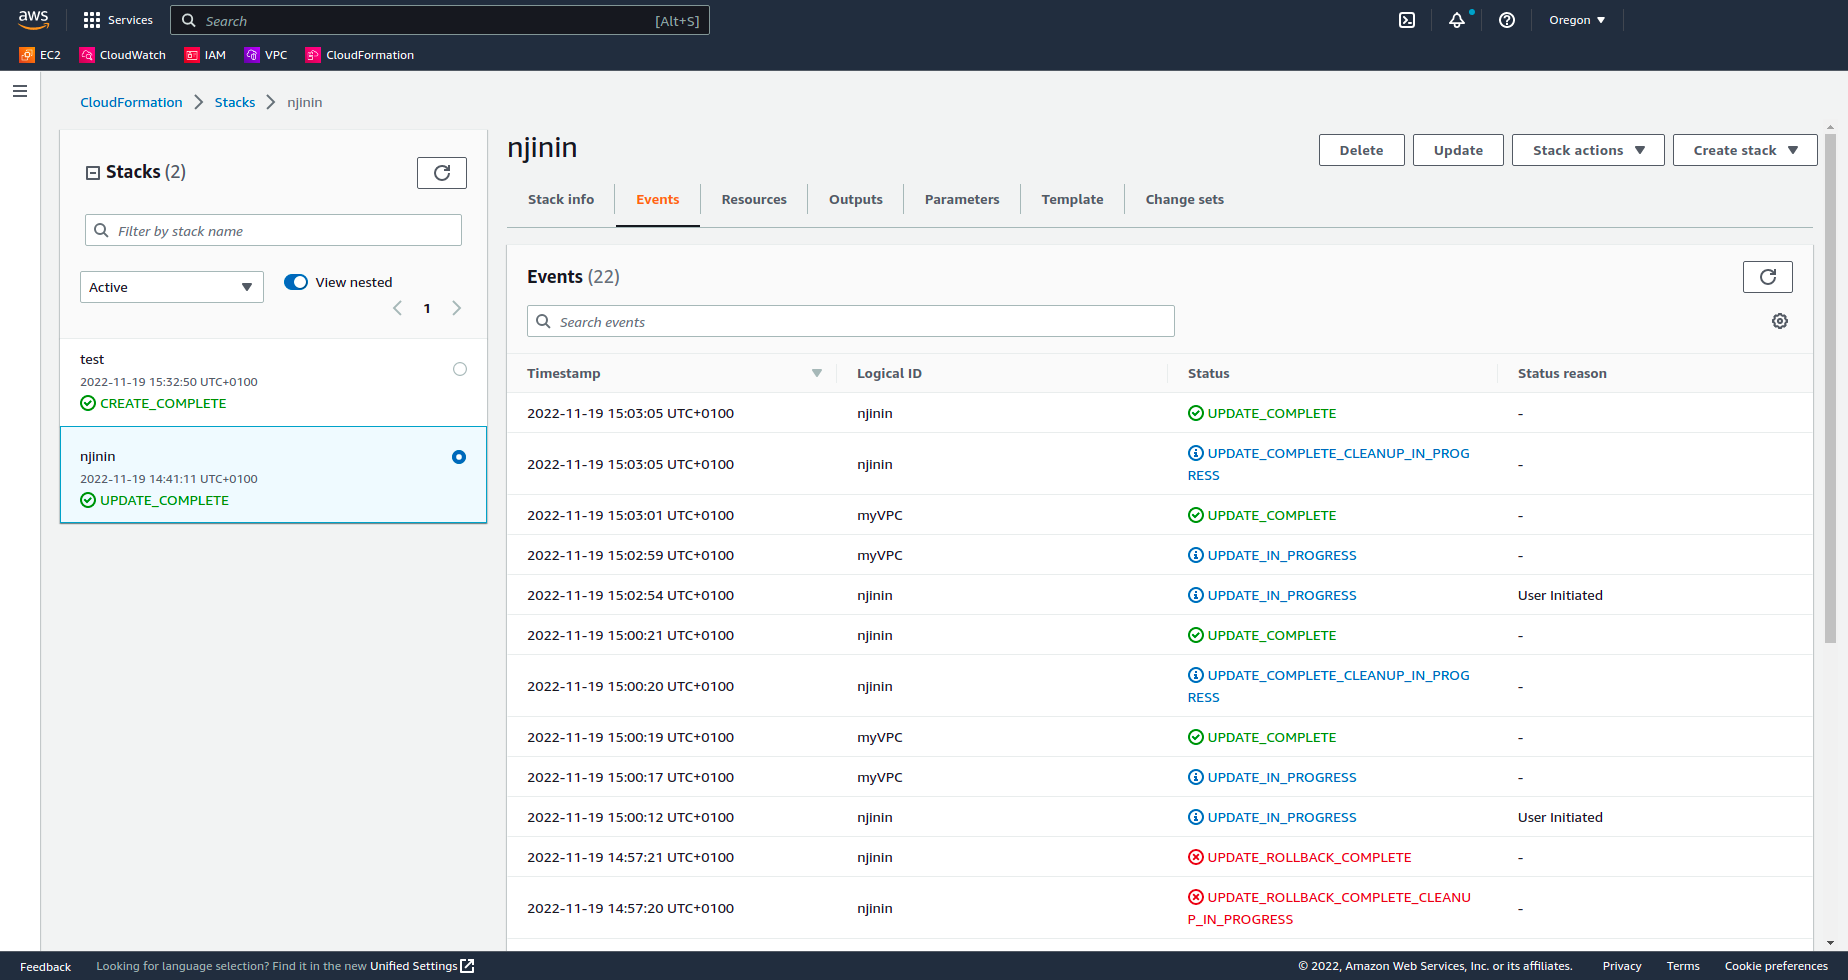 aws
Services
Search
[Alt+S]
Oregon
EC2
CloudWatch
IAM
VPC
CloudFormation
CloudFormation
Stacks
njinin
Stacks (2)
Filter by stack name
Active
View nested
1
test
2022-11-19 15:32:50 UTC+0100
CREATE_COMPLETE
njinin
2022-11-19 14:41:11 UTC+0100
UPDATE_COMPLETE
njinin
Delete
Update
Stack actions
Create stack
Stack info
Events
Resources
Outputs
Parameters
Template
Change sets
Events (22)
Search events
Timestamp Logical ID Status Status reason
2022-11-19 15:03:05 UTC+0100 njinin UPDATE_COMPLETE -
2022-11-19 15:03:05 UTC+0100 njinin UPDATE_COMPLETE_CLEANUP_IN_PROG
RESS -
2022-11-19 15:03:01 UTC+0100 myVPC UPDATE_COMPLETE -
2022-11-19 15:02:59 UTC+0100 myVPC UPDATE_IN_PROGRESS -
2022-11-19 15:02:54 UTC+0100 njinin UPDATE_IN_PROGRESS User Initiated
2022-11-19 15:00:21 UTC+0100 njinin UPDATE_COMPLETE -
2022-11-19 15:00:20 UTC+0100 njinin UPDATE_COMPLETE_CLEANUP_IN_PROG
RESS -
2022-11-19 15:00:19 UTC+0100 myVPC UPDATE_COMPLETE -
2022-11-19 15:00:17 UTC+0100 myVPC UPDATE_IN_PROGRESS -
2022-11-19 15:00:12 UTC+0100 njinin UPDATE_IN_PROGRESS User Initiated
2022-11-19 14:57:21 UTC+0100 njinin UPDATE_ROLLBACK_COMPLETE -
2022-11-19 14:57:20 UTC+0100 njinin UPDATE_ROLLBACK_COMPLETE_CLEANU
P_IN_PROGRESS -
Feedback
Looking for language selection? Find it in the new Unified Settings
© 2022, Amazon Web Services, Inc. or its affiliates.
Privacy
Terms
Cookie preferences